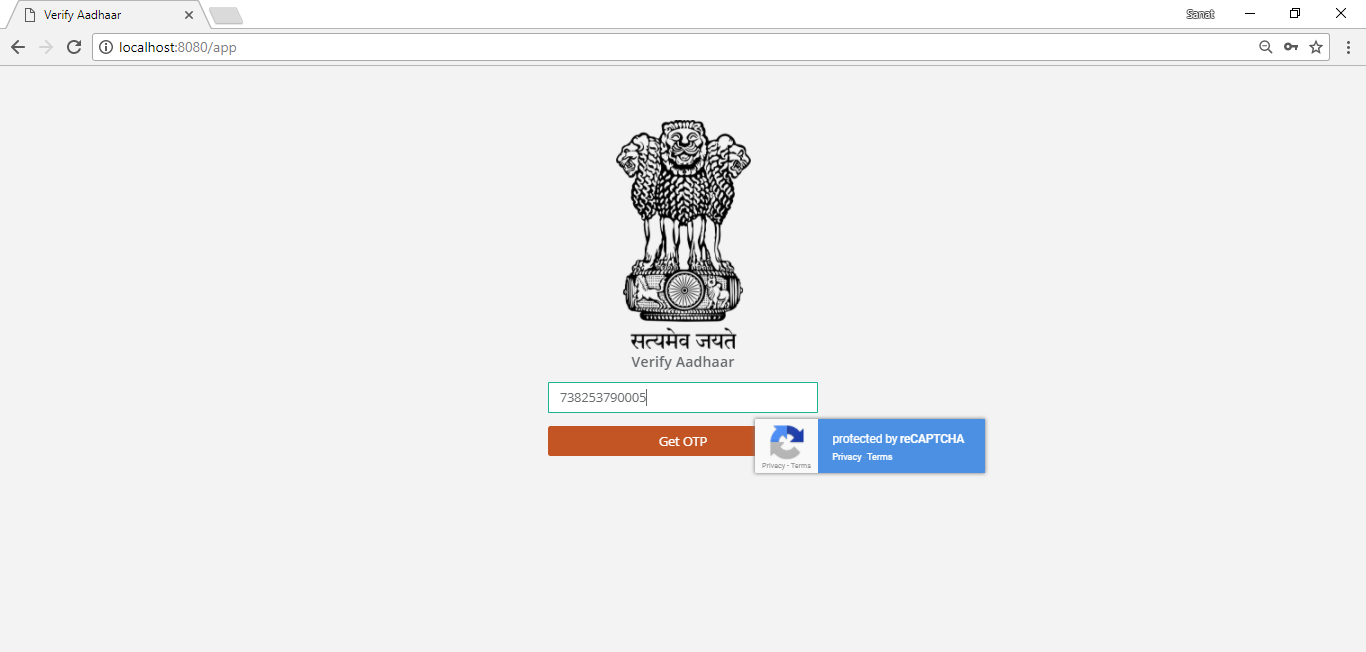 Verify Aadhaar
Sanat
localhost:8080/app
सत्यमेव जयते
Verify Aadhaar
738253790005
Get OTP
protected by reCAPTCHA
Privacy - Terms
Privacy Terms